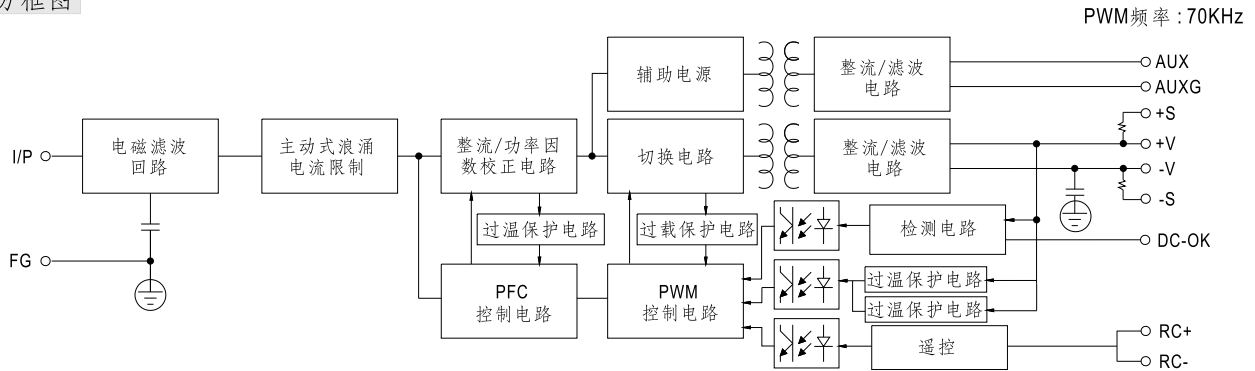 方框图
PWM频率 : 70KHz
辅助电源
整流/滤波
电路
AUX
AUXG
+S
I/P
电磁滤波
回路
主动式浪涌
电流限制
整流/功率因
数校正电路
切换电路
整流/滤波
电路
+V
-V
-S
过温保护电路
过载保护电路
检测电路
DC-OK
FG
PFC
控制电路
PWM
控制电路
过温保护电路
过温保护电路
遥控
RC+
RC-